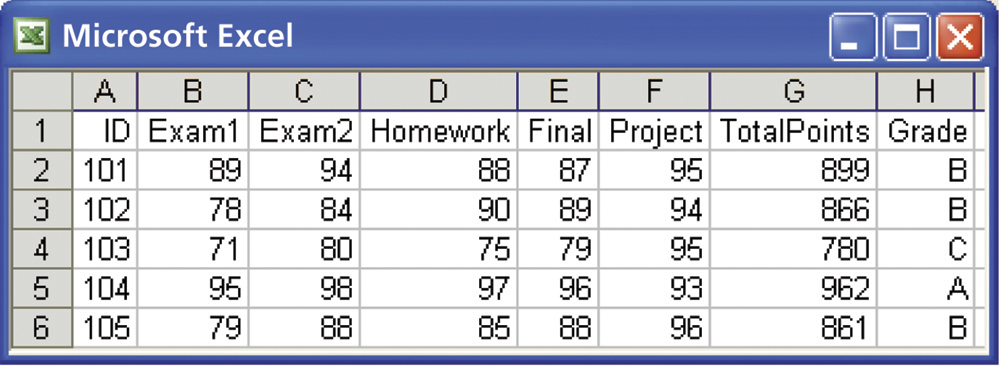 Microsoft Excel
A B C D E F G H
1 ID Exam1 Exam2 Homework Final Project TotalPoints Grade
2 101 89 94 88 87 95 899 B
3 102 78 84 90 89 94 866 B
4 103 71 80 75 79 95 780 C
5 104 95 98 97 96 93 962 A
6 105 79 88 85 88 96 861 B